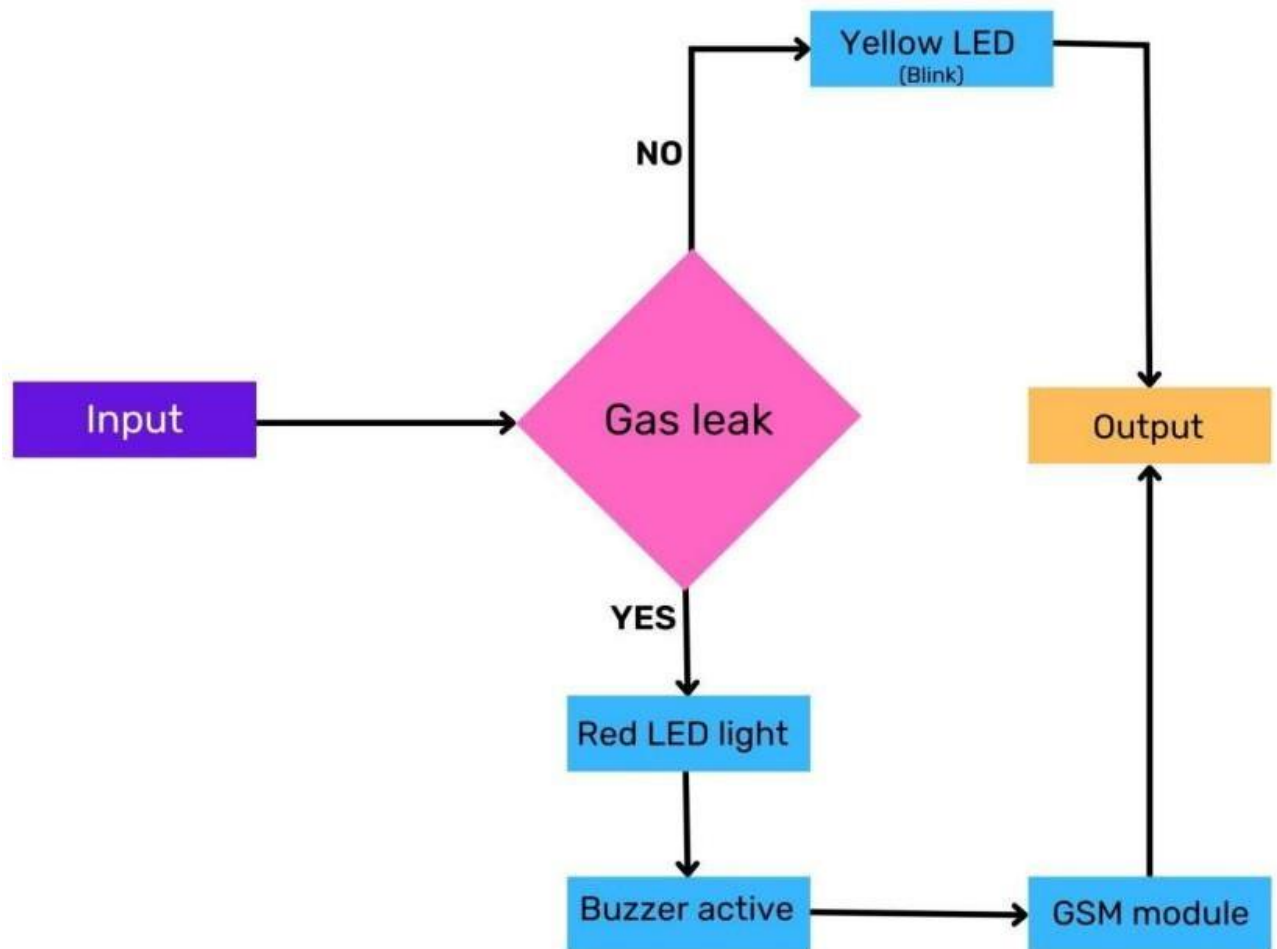 Yellow LED
(Blink)
NO
Input
Gas leak
Output
YES
Red LED light
Buzzer active
GSM module